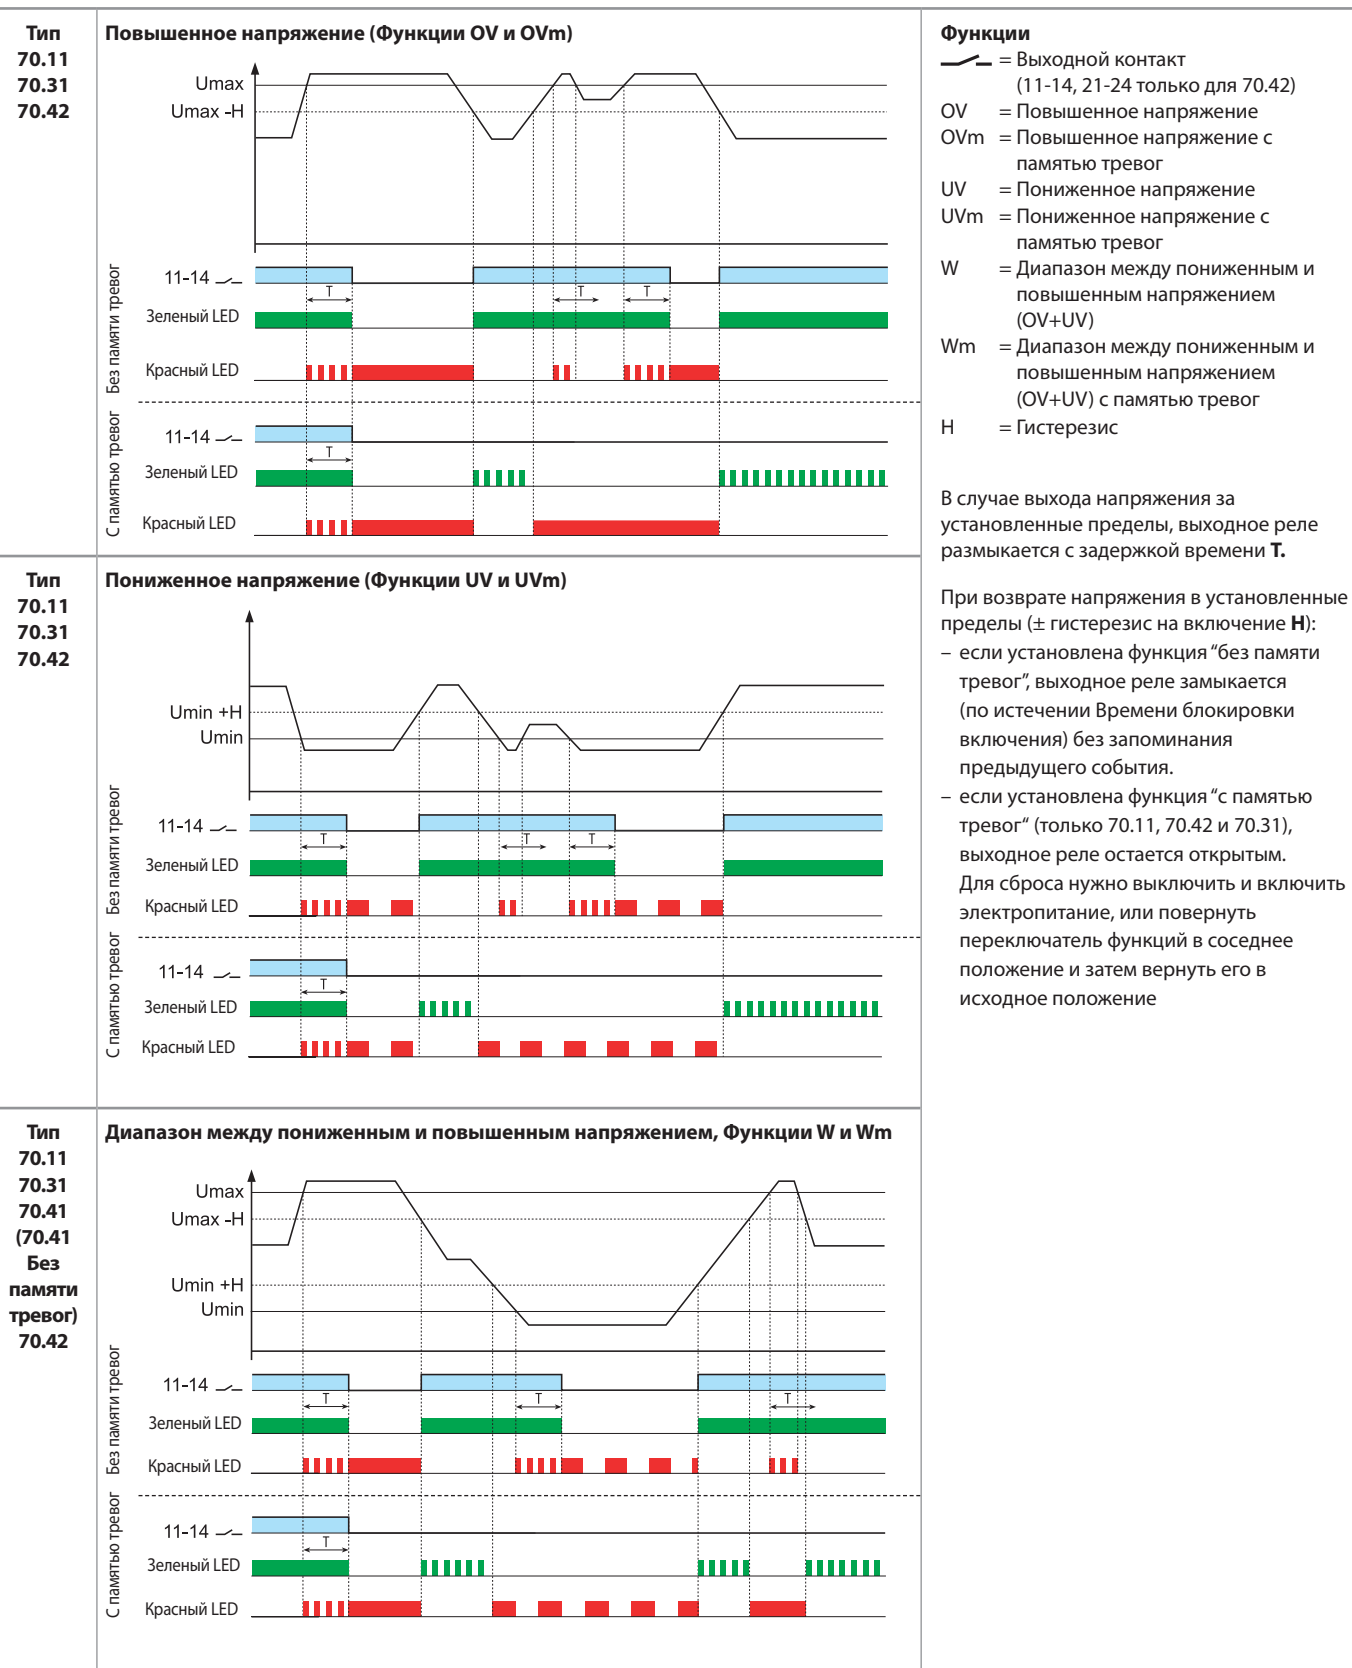 Тип
70.11
70.31
70.42
Повышенное напряжение (Функции OV и OVm)
Umax
Umax -H
Без памяти тревог
11-14
T
T
T
Зеленый LED
Красный LED
С памятью тревог
11-14
T
Зеленый LED
Красный LED
Тип
70.11
70.31
70.42
Пониженное напряжение (Функции UV и UVm)
Umin +H
Umin
Без памяти тревог
11-14
T
T
T
Зеленый LED
Красный LED
С памятью тревог
11-14
T
Зеленый LED
Красный LED
Тип
70.11
70.31
70.41
(70.41
Без
памяти
тревог)
70.42
Диапазон между пониженным и повышенным напряжением, Функции W и Wm
Umax
Umax -H
Umin +H
Umin
Без памяти тревог
11-14
T
T
T
Зеленый LED
Красный LED
С памятью тревог
11-14
T
Зеленый LED
Красный LED
Функции
= Выходной контакт
(11-14, 21-24 только для 70.42)
OV = Повышенное напряжение
OVm = Повышенное напряжение с
памятью тревог
UV = Пониженное напряжение
UVm = Пониженное напряжение с
памятью тревог
W = Диапазон между пониженным и
повышенным напряжением
(OV+UV)
Wm = Диапазон между пониженным и
повышенным напряжением
(OV+UV) с памятью тревог
H = Гистерезис
В случае выхода напряжения за
установленные пределы, выходное реле
размыкается с задержкой времени T.
При возврате напряжения в установленные
пределы (± гистерезис на включение H):
– если установлена функция “без памяти
тревог”, выходное реле замыкается
(по истечении Времени блокировки
включения) без запоминания
предыдущего события.
– если установлена функция “с памятью
тревог“ (только 70.11, 70.42 и 70.31),
выходное реле остается открытым.
Для сброса нужно выключить и включить
электропитание, или повернуть
переключатель функций в соседнее
положение и затем вернуть его в
исходное положение